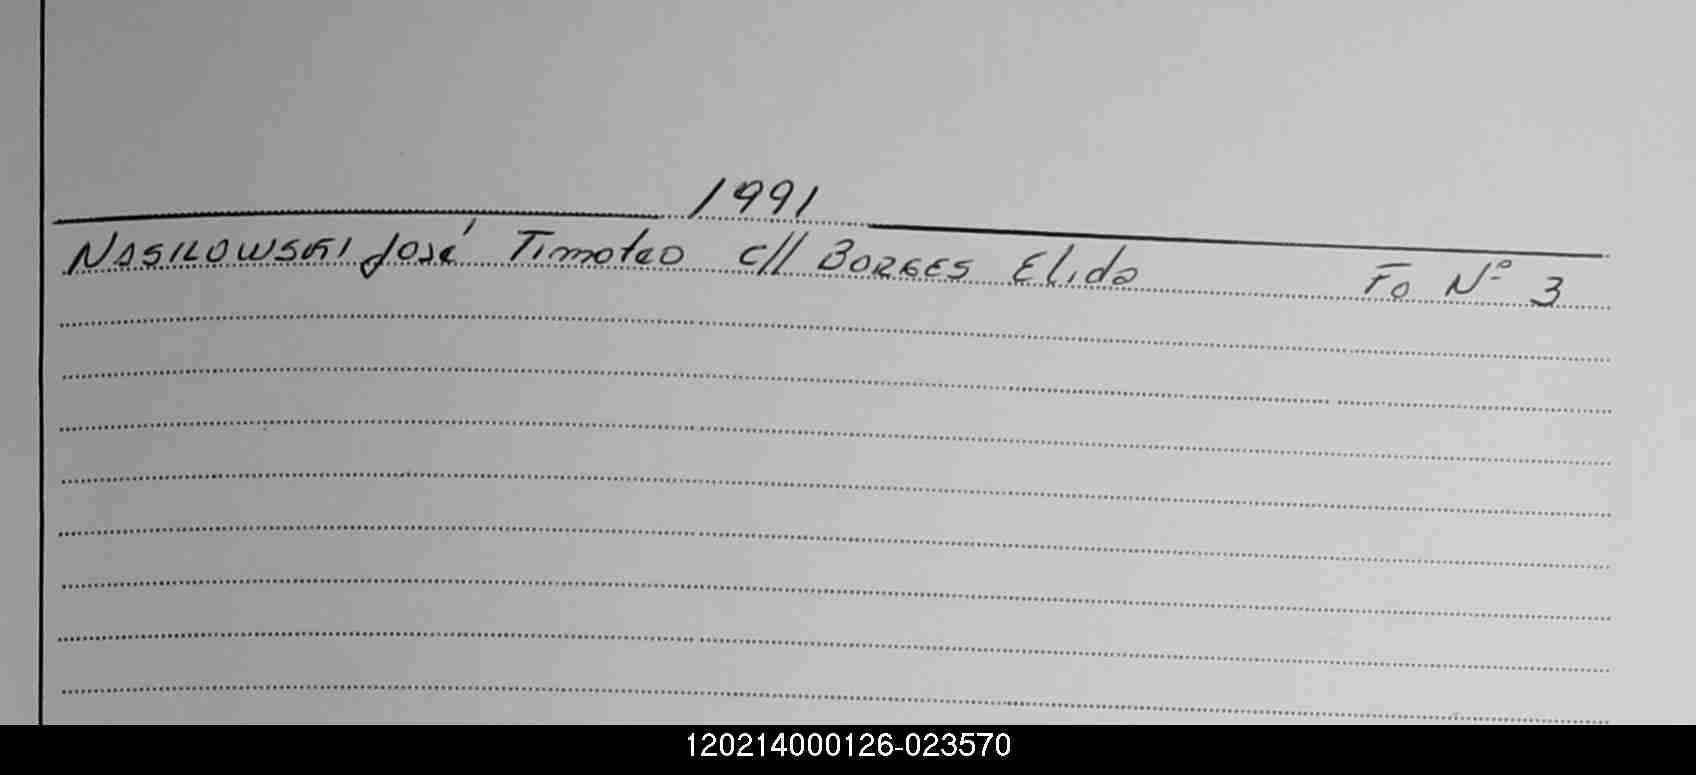 1991
NASILOWSKI José Timoteo c// BORGES Elida Fo Nº 3
120214000126-023570